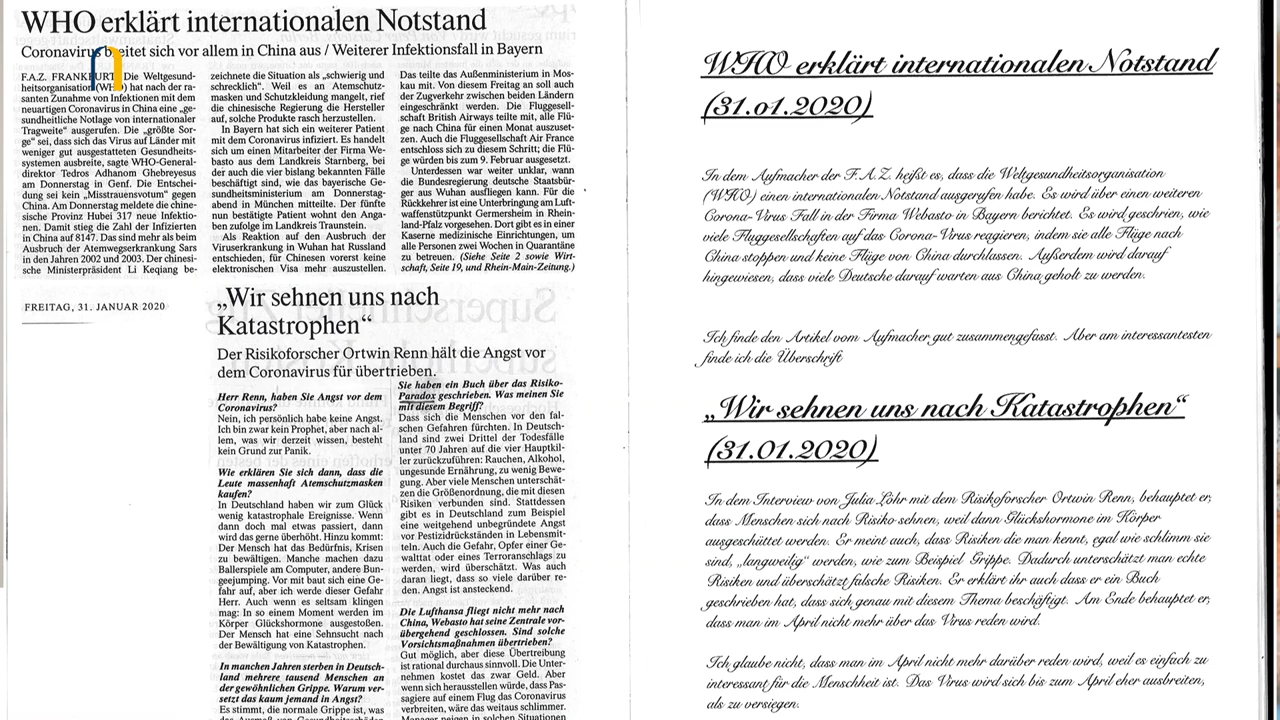 WHO erklärt internationalen Notstand
Coronavirus breitet sich vor allem in China aus / Weiterer Infektionsfall in Bayern
F.A.Z. FRANKFURT. Die Weltgesund-
heitsorganisation (WHO) hat nach der ra-
santen Zunahme von Infektionen mit dem
neuartigen Coronavirus in China eine „ge-
sundheitliche Notlage von internationaler
Tragweite“ ausgerufen. Die „größte Sor-
ge“ sei, dass sich das Virus auf Länder mit
weniger gut ausgestatteten Gesundheits-
systemen ausbreite, sagte WHO-General-
direktor Tedros Adhanom Ghebreyesus
am Donnerstag in Genf. Die Entschei-
dung sei kein „Misstrauensvotum“ gegen
China. Am Donnerstag meldete die chine-
sische Provinz Hubei 317 neue Infektio-
nen. Damit stieg die Zahl der Infizierten
in China auf 8147. Das sind mehr als beim
Ausbruch der Atemwegserkrankung Sars
in den Jahren 2002 und 2003. Der chinesi-
sche Ministerpräsident Li Keqiang be-
zeichnete die Situation als „schwierig und
schrecklich“. Weil es an Atemschutz-
masken und Schutzkleidung mangelt, rief
die chinesische Regierung die Hersteller
auf, solche Produkte rasch herzustellen.
In Bayern hat sich ein weiterer Patient
mit dem Coronavirus infiziert. Es handelt
sich um einen Mitarbeiter der Firma We-
basto aus dem Landkreis Starnberg, bei
der auch die vier bislang bekannten Fälle
beschäftigt sind, wie das bayerische Ge-
sundheitsministerium am Donnerstag-
abend in München mitteilte. Der fünfte
nun bestätigte Patient wohnt den Anga-
ben zufolge im Landkreis Traunstein.
Als Reaktion auf den Ausbruch der
Viruserkrankung in Wuhan hat Russland
entschieden, für Chinesen vorerst keine
elektronischen Visa mehr auszustellen.
Das teilte das Außenministerium in Mos-
kau mit. Von diesem Freitag an soll auch
der Zugverkehr zwischen beiden Ländern
eingeschränkt werden. Die Fluggesell-
schaft British Airways teilte mit, alle Flü-
ge nach China für einen Monat auszuset-
zen. Auch die Fluggesellschaft Air France
entschloss sich zu diesem Schritt; die Flü-
ge würden bis zum 9. Februar ausgesetzt.
Unterdessen war weiter unklar, wann
die Bundesregierung deutsche Staatsbür-
ger aus Wuhan ausfliegen kann. Für die
Rückkehrer ist eine Unterbringung am Luft-
waffenstützpunkt Germersheim in Rhein-
land-Pfalz vorgesehen. Dort gibt es in einer
Kaserne medizinische Einrichtungen, um
alle Personen zwei Wochen in Quarantäne
zu betreuen. (Siehe Seite 2 sowie Wirt-
schaft, Seite 19, und Rhein-Main-Zeitung.)
FREITAG, 31. JANUAR 2020
„Wir sehnen uns nach
Katastrophen“
Der Risikoforscher Ortwin Renn hält die Angst vor
dem Coronavirus für übertrieben.
Herr Renn, haben Sie Angst vor dem
Coronavirus?
Nein, ich persönlich habe keine Angst.
Ich bin zwar kein Prophet, aber nach al-
lem, was wir derzeit wissen, besteht
kein Grund zur Panik.
Wie erklären Sie sich dann, dass die
Leute massenhaft Atemschutzmasken
kaufen?
In Deutschland haben wir zum Glück
wenig katastrophale Ereignisse. Wenn
dann doch mal etwas passiert, dann
wird das gerne überhöht. Hinzu kommt:
Der Mensch hat das Bedürfnis, Krisen
zu bewältigen. Manche machen dazu
Ballerspiele am Computer, andere Bun-
geejumping. Vor mit baut sich eine Ge-
fahr auf, aber ich werde dieser Gefahr
Herr. Auch wenn es seltsam klingen
mag: In so einem Moment werden im
Körper Glückshormone ausgestoßen.
Der Mensch hat eine Sehnsucht nach
der Bewältigung von Katastrophen.
In manchen Jahren sterben in Deutsch-
land mehrere tausend Menschen an
der gewöhnlichen Grippe. Warum ver-
setzt das kaum jemand in Angst?
Es stimmt, die normale Grippe ist, was
das Ausmaß von Gesundheitsschäden
Sie haben ein Buch über das Risiko-
Paradox geschrieben. Was meinen Sie
mit diesem Begriff?
Dass sich die Menschen vor den fal-
schen Gefahren fürchten. In Deutsch-
land sind zwei Drittel der Todesfälle
unter 70 Jahren auf die vier Hauptkil-
ler zurückzuführen: Rauchen, Alkohol,
ungesunde Ernährung, zu wenig Bewe-
gung. Aber viele Menschen unterschät-
zen die Größenordnung, die mit diesen
Risiken verbunden sind. Stattdessen
gibt es in Deutschland zum Beispiel
eine weitgehend unbegründete Angst
vor Pestizidrückständen in Lebensmit-
teln. Auch die Gefahr, Opfer einer Ge-
walttat oder eines Terroranschlags zu
werden, wird überschätzt. Was auch
daran liegt, dass so viele darüber re-
den. Angst ist ansteckend.
Die Lufthansa fliegt nicht mehr nach
China, Webasto hat seine Zentrale vor-
übergehend geschlossen. Sind solche
Vorsichtsmaßnahmen übertrieben?
Gut möglich, aber diese Übertreibung
ist rational durchaus sinnvoll. Die Unter-
nehmen kostet das zwar Geld. Aber
wenn sich herausstellen würde, dass Pas-
sagiere auf einem Flug das Coronavirus
verbreiten, wäre das weitaus schlimmer.
Manager neigen in solchen Situationen
WHO erklärt internationalen Notstand
(31.01.2020)
In dem Aufmacher der F.A.Z. heßt es, dass die Weltgesundheitsorganisation
(WHO) einen internationalen Notstand ausgerufen habe. Es wird über einen weiteren
Corona-Virus Fall in der Firma Webasto in Bayern berichtet. Es wird geschrien, wie
viele Fluggesellschaften auf das Corona-Virus reagieren, indem sie alle Flüge nach
China stoppen und keine Flüge von China durchlassen. Außerdem wird darauf
hingewiesen, dass viele Deutsche darauf warten aus China geholt zu werden.
Ich finde den Artikel vom Aufmacher gut zusammengefasst. Aber am interessantesten
finde ich die Überschrift
„Wir sehnen uns nach Katastrophen“
(31.01.2020)
In dem Interview von Julia Löhr mit dem Risikoforscher Ortwin Renn, behauptet er,
dass Menschen sich nach Risiko sehnen, weil dann Glückshormone im Körper
ausgeschüttet werden. Er meint auch, dass Risiken die man kennt, egal wie schlimm sie
sind, „langweilig“ werden, wie zum Beispiel Grippe. Dadurch unterschätzt man echte
Risiken und überschätzt falsche Risiken. Er erklärt ihr auch dass er ein Buch
geschrieben hat, dass sich genau mit diesem Thema beschäftigt. Am Ende behauptet er,
dass man im April nicht mehr über das Virus reden wird.
Ich glaube nicht, dass man im April nicht mehr darüber reden wird, weil es einfach zu
interessant für die Menschheit ist. Das Virus wird sich bis zum April eher ausbreiten,
als zu versiegen.